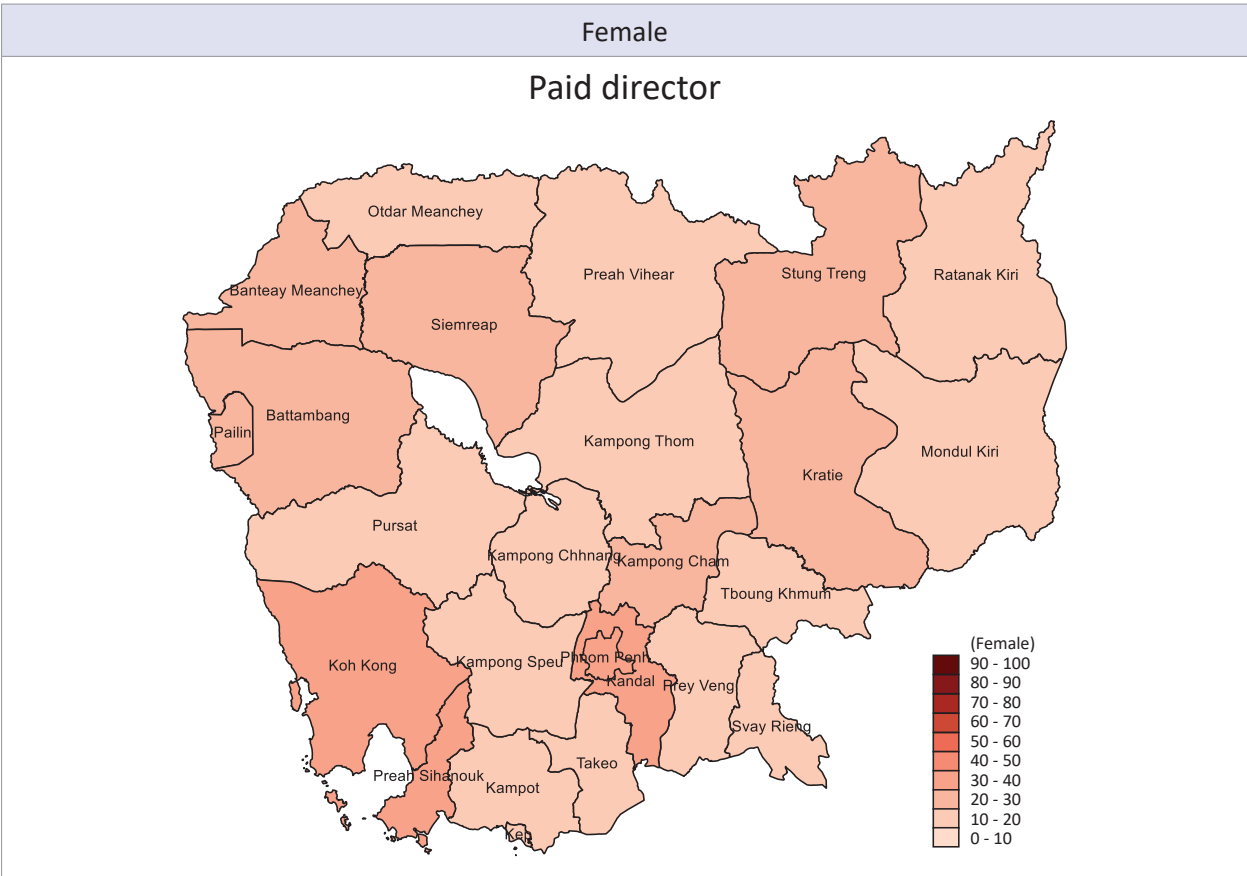 Female
Paid director
Otdar Meanchey
Preah Vihear
Stung Treng
Ratanak Kiri
Banteay Meanchey
Siemreap
Battambang
Pailin
Kampong Thom
Mondul Kiri
Kratie
Pursat
Kampong Chhnang
Kampong Cham
Tboung Khmum
Koh Kong
Kampong Speu
Phnom Penh
Kandal
Prey Veng
Svay Rieng
Takeo
Preah Sihanouk
Kampot
Kep
(Female)
90 - 100
80 - 90
70 - 80
60 - 70
50 - 60
40 - 50
30 - 40
20 - 30
10 - 20
0 - 10